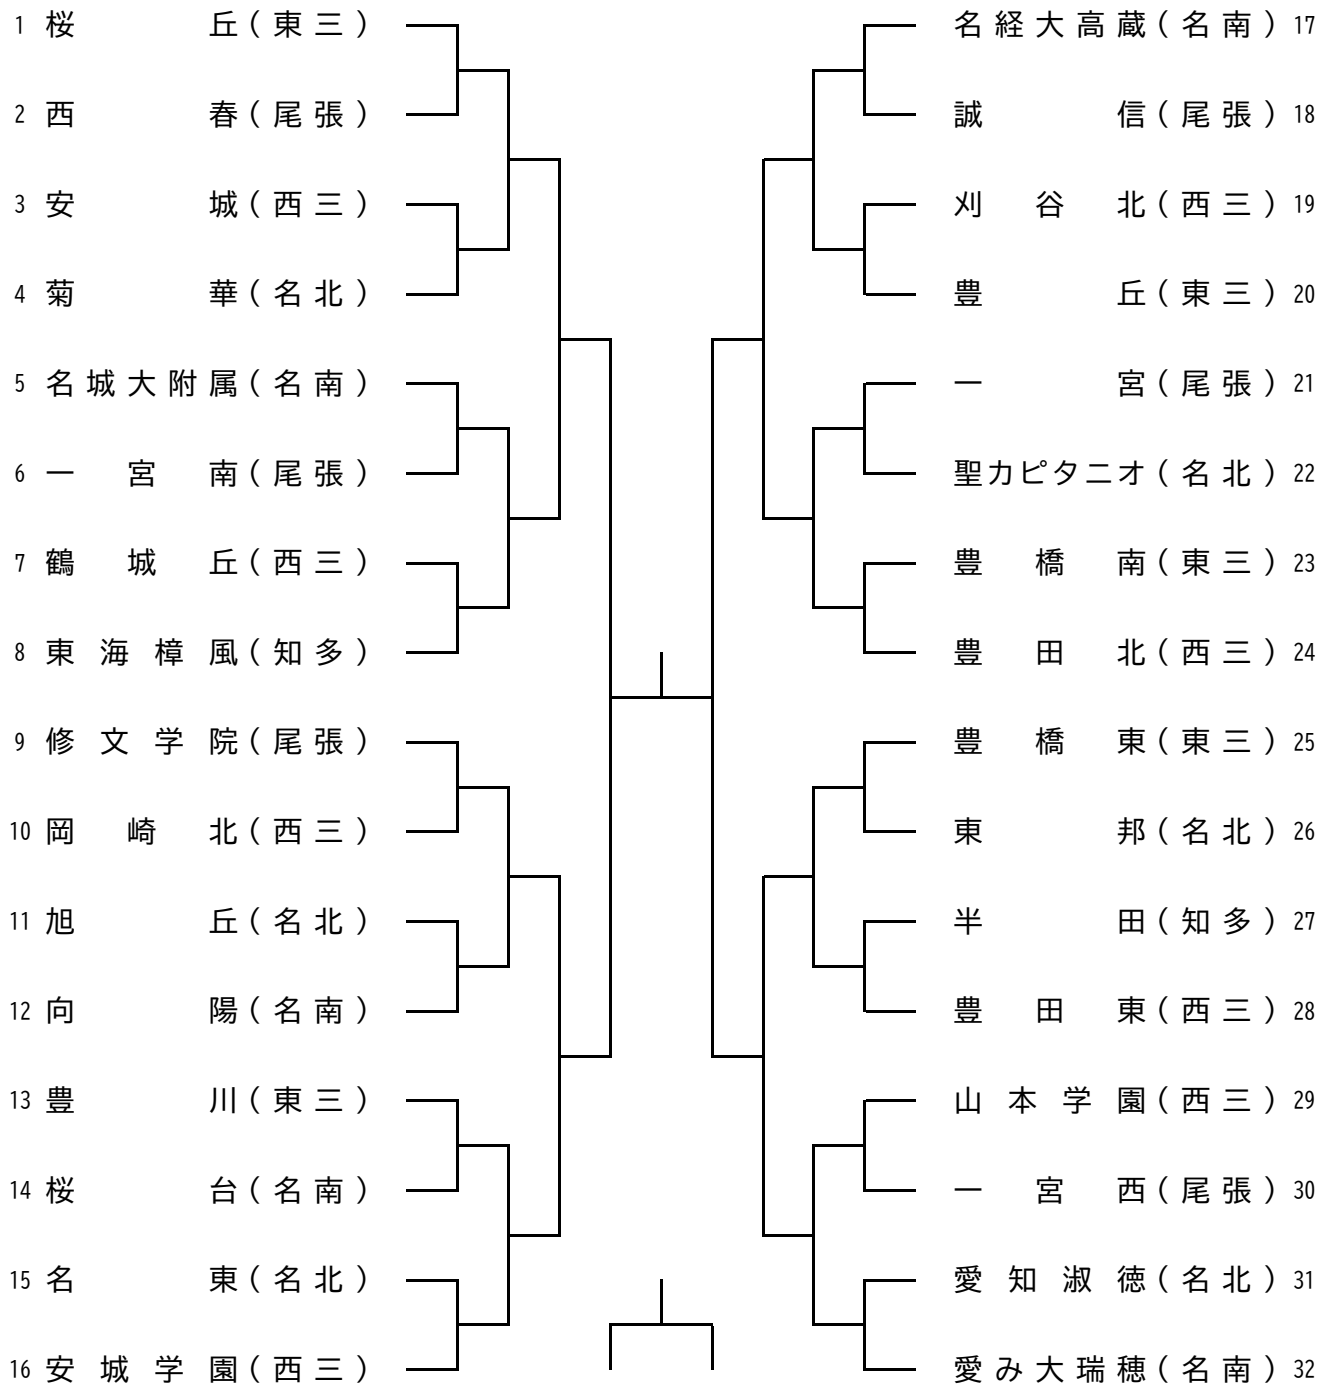 1 桜丘(東三)
2 西春(尾張)
3 安城(西三)
4 菊華(名北)
5 名城大附属(名南)
6 一宮南(尾張)
7 鶴城丘(西三)
8 東海樟風(知多)
9 修文学院(尾張)
10 岡崎北(西三)
11 旭丘(名北)
12 向陽(名南)
13 豊川(東三)
14 桜台(名南)
15 名東(名北)
16 安城学園(西三)
名経大高蔵(名南) 17
誠信(尾張) 18
刈谷北(西三) 19
豊丘(東三) 20
一宮(尾張) 21
聖カピタニオ(名北) 22
豊橋南(東三) 23
豊田北(西三) 24
豊橋東(東三) 25
東邦(名北) 26
半田(知多) 27
豊田東(西三) 28
山本学園(西三) 29
一宮西(尾張) 30
愛知淑徳(名北) 31
愛み大瑞穂(名南) 32